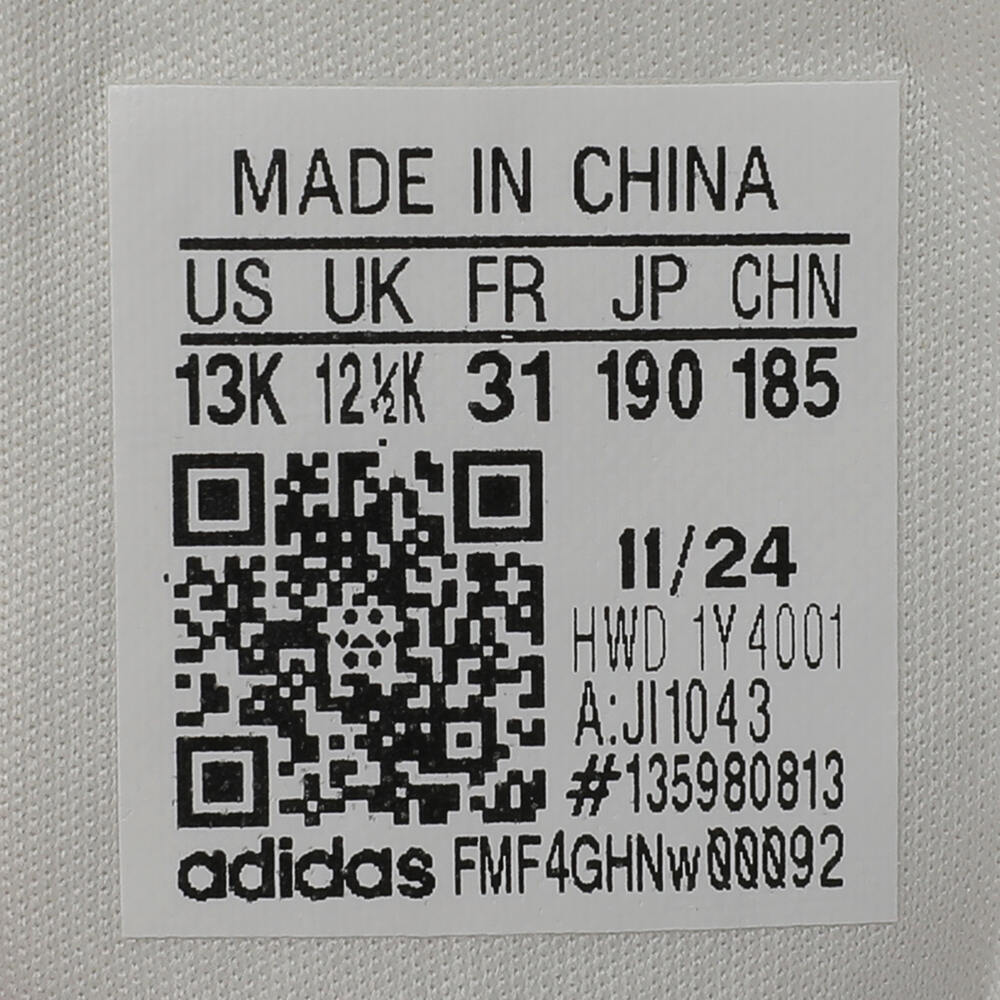 MADE IN CHINA
US UK FR JP CHN
13K 12½K 31 190 185
11/24
HWD 1Y4001
A:JI1043
#135980813
adidas FMF4GHNw00092